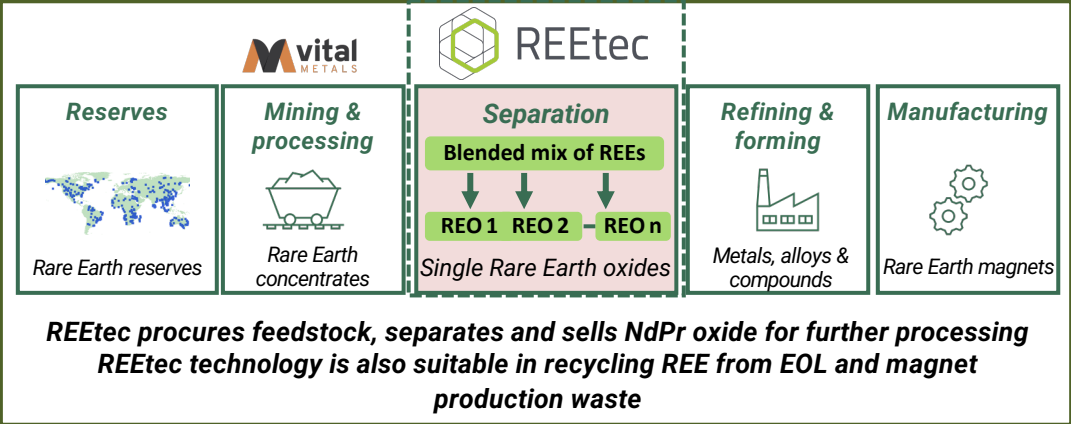 vital
METALS
REEtec
Reserves
Rare Earth reserves
Mining &
processing
Rare Earth
concentrates
Separation
Blended mix of REEs
REO 1 REO 2 REO n
Single Rare Earth oxides
Refining &
forming
Metals, alloys &
compounds
Manufacturing
Rare Earth magnets
REEtec procures feedstock, separates and sells NdPr oxide for further processing
REEtec technology is also suitable in recycling REE from EOL and magnet
production waste